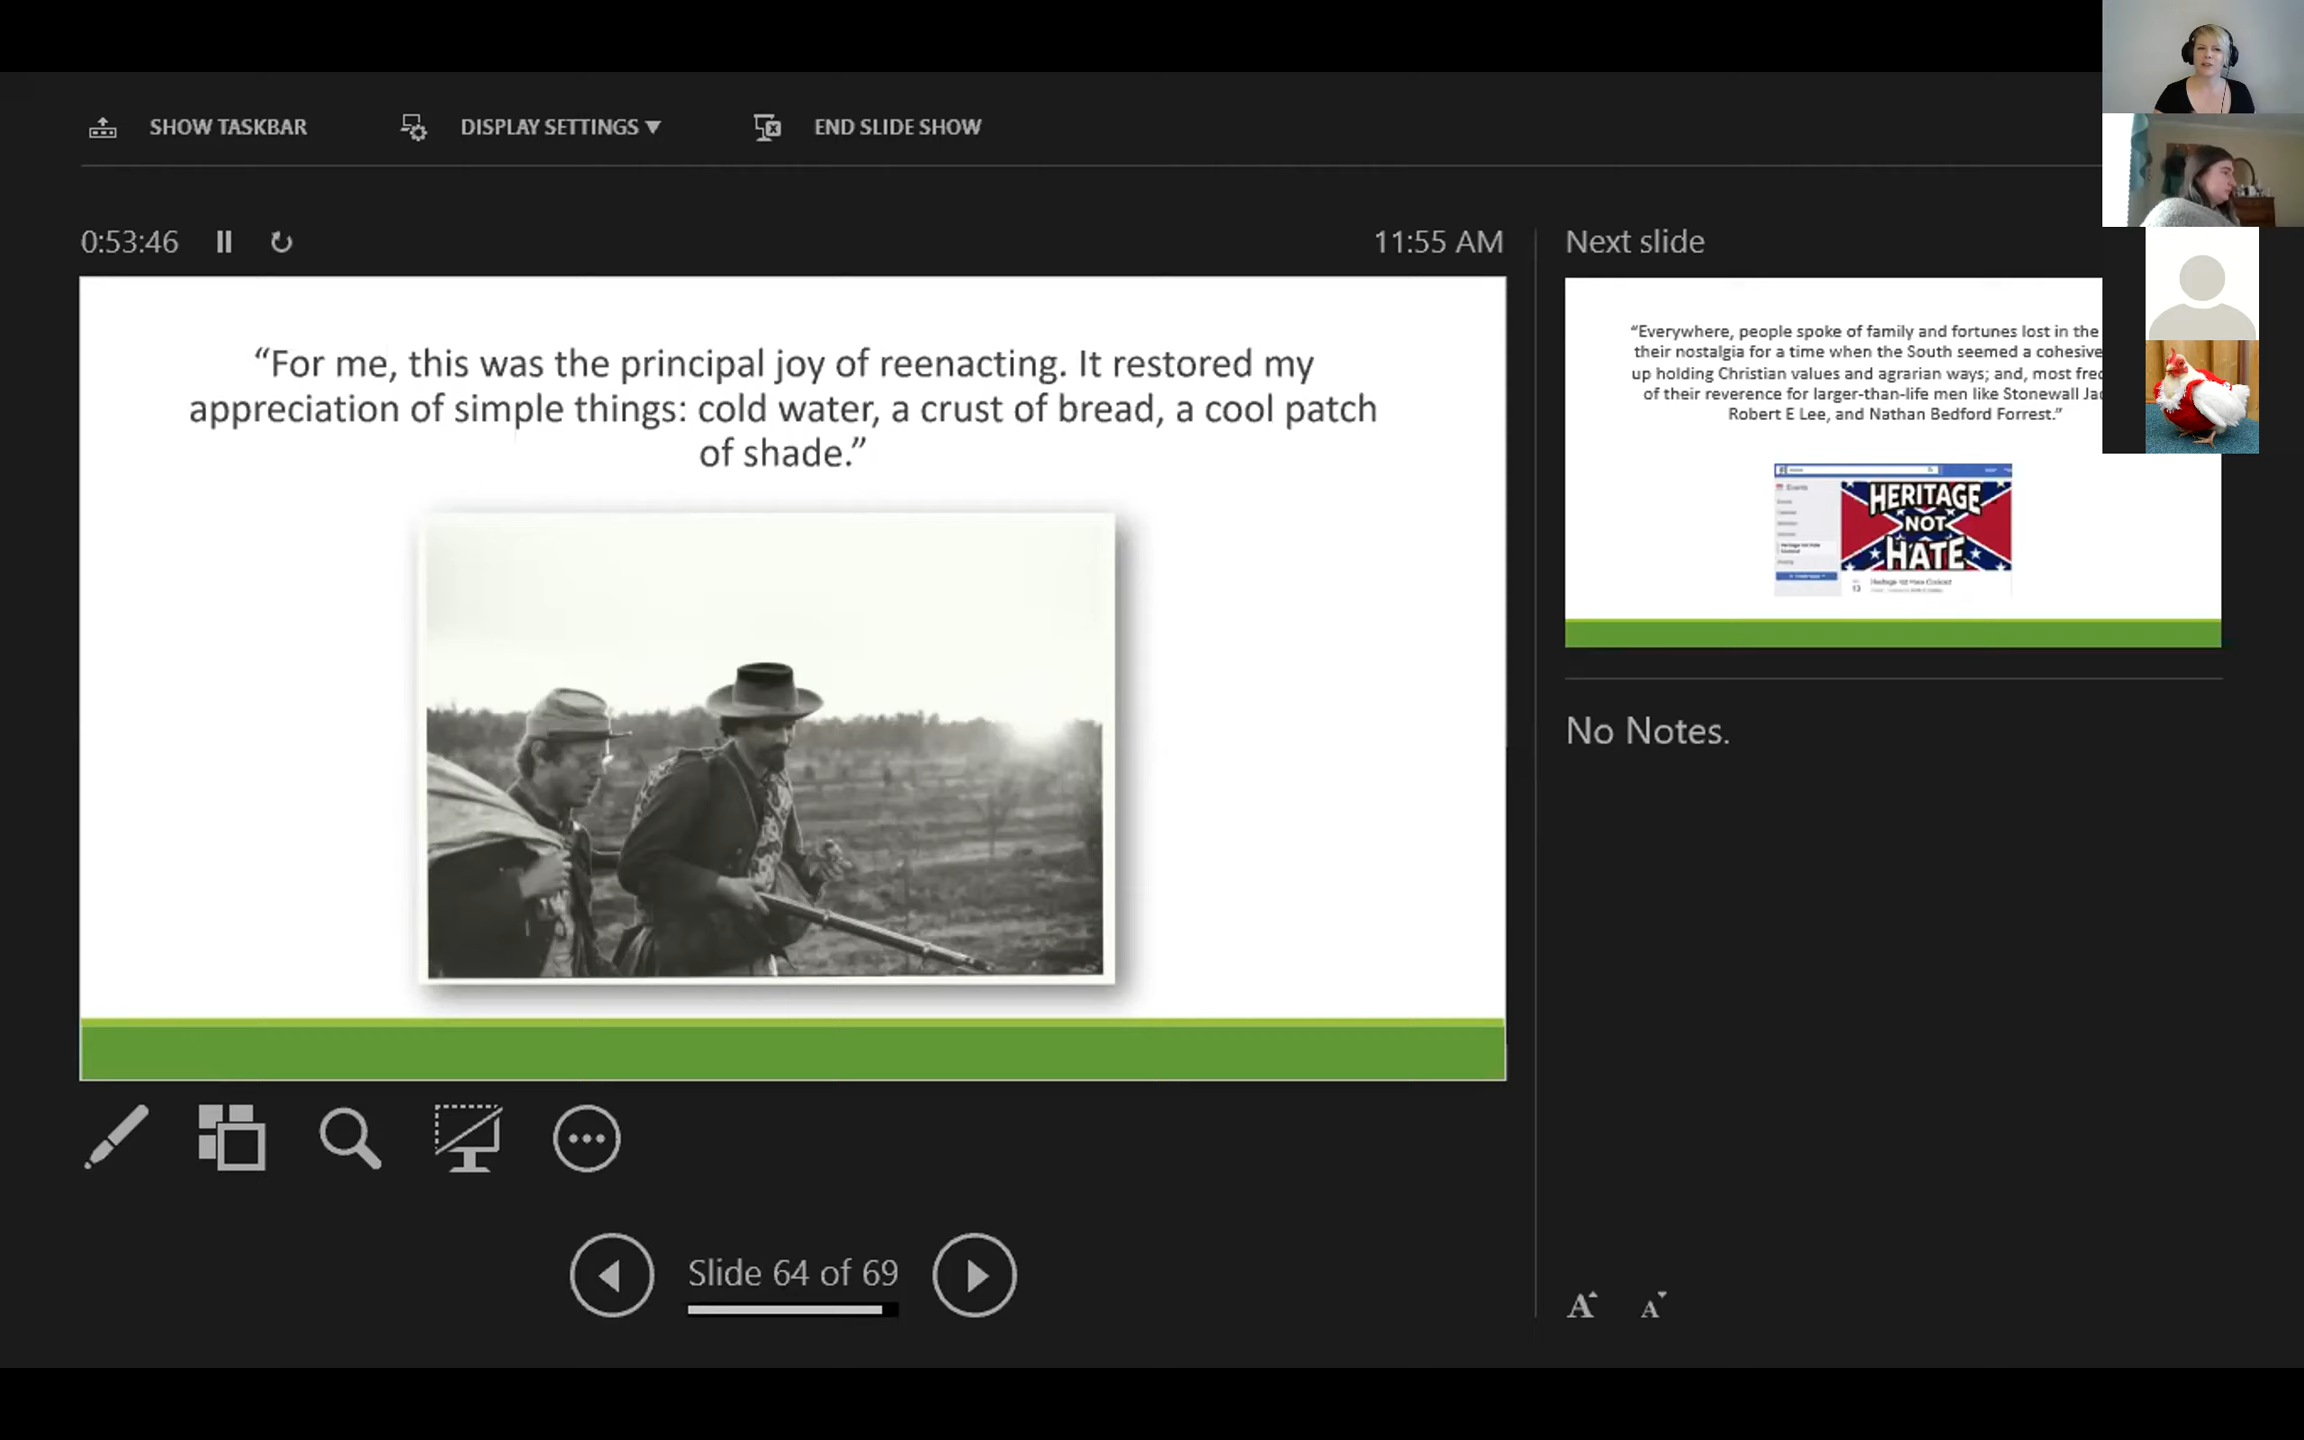 SHOW TASKBAR
DISPLAY SETTINGS ▼
END SLIDE SHOW
0:53:46
11:55 AM
Next slide
“For me, this was the principal joy of reenacting. It restored my
appreciation of simple things: cold water, a crust of bread, a cool patch
of shade.”
“Everywhere, people spoke of family and fortunes lost in the
their nostalgia for a time when the South seemed a cohesive
up holding Christian values and agrarian ways; and, most
of their reverence for larger-than-life men like Stonewall
Robert E Lee, and Nathan Bedford Forrest.”
Events
HERITAGE
NOT
HATE
13
No Notes.
Slide 64 of 69
A A